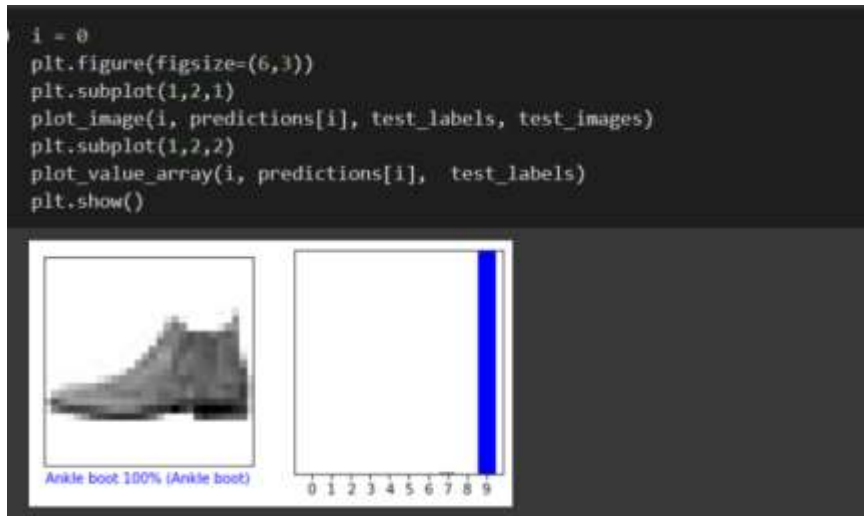 i = 0
plt.figure(figsize=(6,3))
plt.subplot(1,2,1)
plot_image(i, predictions[i], test_labels, test_images)
plt.subplot(1,2,2)
plot_value_array(i, predictions[i],  test_labels)
plt.show()
Ankle boot 100% (Ankle boot)
0 1 2 3 4 5 6 7 8 9